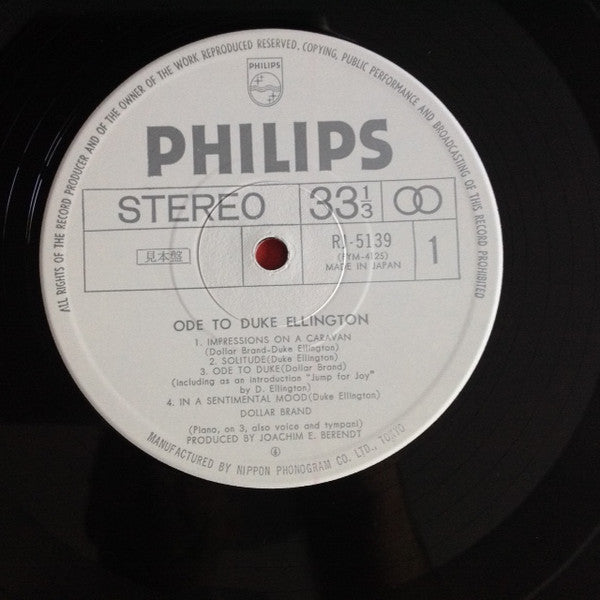 ALL RIGHTS OF THE RECORD PRODUCER AND OF THE OWNER OF THE WORK REPRODUCED RESERVED, COPYING, PUBLIC PERFORMANCE AND BROADCASTING OF THIS RECORD PROHIBITED
PHILIPS
PHILIPS
STEREO 33 1/3
見本盤 RJ-5139 1
(FYM-4125)
MADE IN JAPAN
ODE TO DUKE ELLINGTON
1. IMPRESSIONS ON A CARAVAN
(Dollar Brand-Duke Ellington)
2. SOLITUDE(Duke Ellington)
3. ODE TO DUKE(Dollar Brand)
(including as an introduction "Jump for Joy"
by D. Ellington)
4. IN A SENTIMENTAL MOOD(Duke Ellington)
DOLLAR BRAND
(Piano, on 3, also voice and tympani)
PRODUCED BY JOACHIM E. BERENDT
④
MANUFACTURED BY NIPPON PHONOGRAM CO. LTD., TOKYO